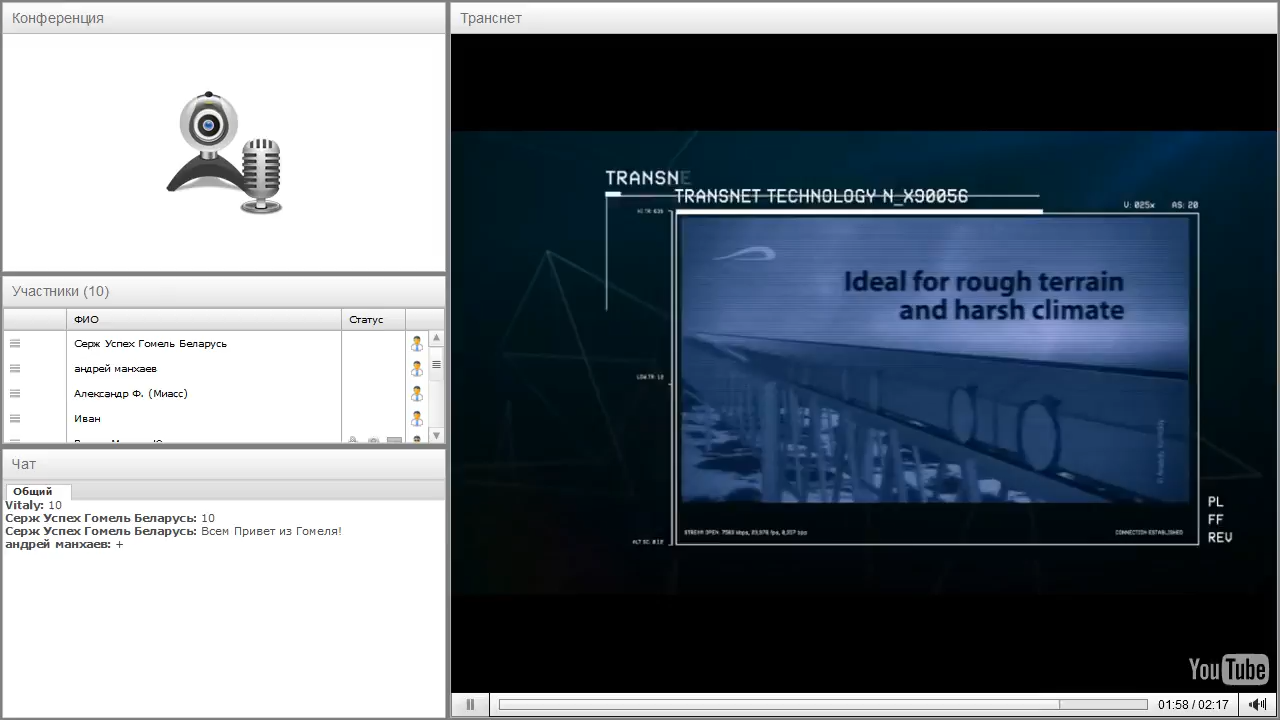 Конференция
Участники (10)
ФИО
Статус
Серж Успех Гомель Беларусь
андрей манхаев
Александр Ф. (Миасс)
Иван
Чат
Общий
Vitaly: 10
Серж Успех Гомель Беларусь: 10
Серж Успех Гомель Беларусь: Всем Привет из Гомеля!
андрей манхаев: +
Транснет
TRANSNE
TRANSNET TECHNOLOGY N_X90056
V: 025x AS: 20
Ideal for rough terrain
and harsh climate
CONNECTION ESTABLISHED
PL
FF
REV
YouTube
01:58 / 02:17